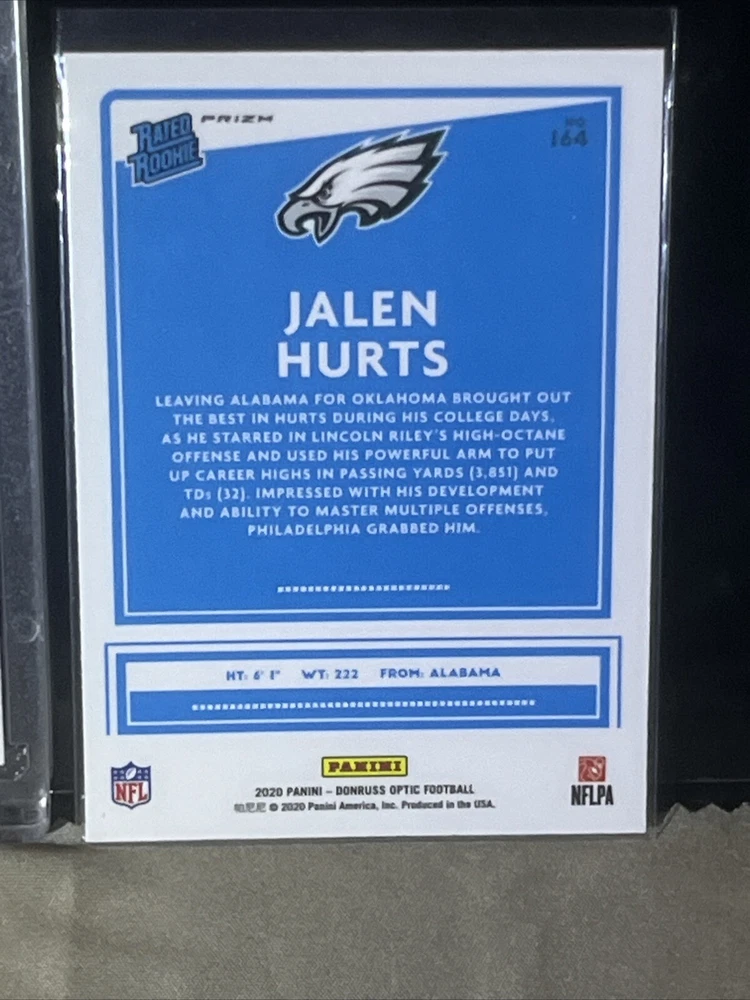 RATED
ROOKIE
PRIZM
NO
164
JALEN
HURTS
LEAVING ALABAMA FOR OKLAHOMA BROUGHT OUT
THE BEST IN HURTS DURING HIS COLLEGE DAYS,
AS HE STARRED IN LINCOLN RILEY'S HIGH-OCTANE
OFFENSE AND USED HIS POWERFUL ARM TO PUT
UP CAREER HIGHS IN PASSING YARDS (3,851) AND
TDs (32). IMPRESSED WITH HIS DEVELOPMENT
AND ABILITY TO MASTER MULTIPLE OFFENSES,
PHILADELPHIA GRABBED HIM.
HT: 6' 1" WT: 222 FROM: ALABAMA
PANINI
NFL
2020 PANINI – DONRUSS OPTIC FOOTBALL
© 2020 Panini America, Inc. Produced in the USA.
NFLPA